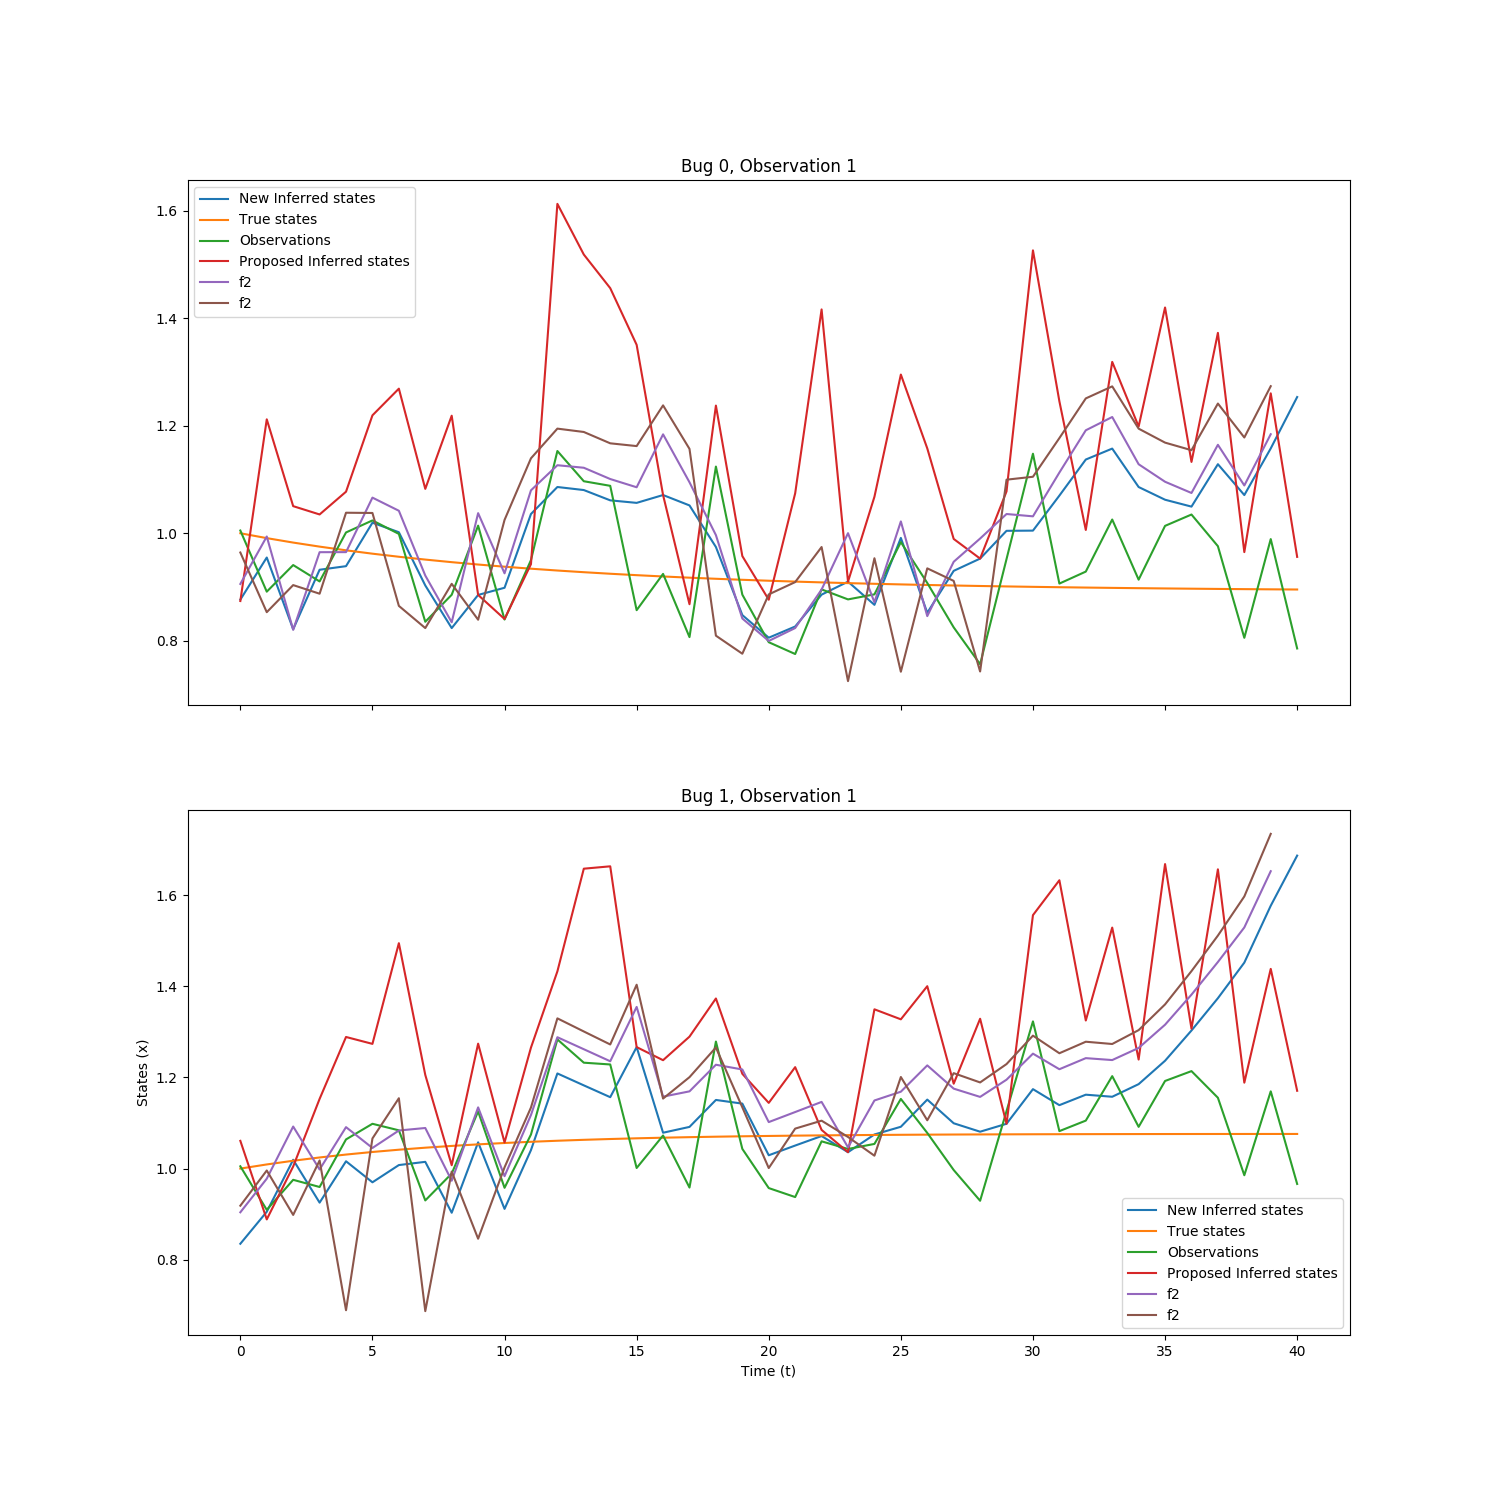 Bug 0, Observation 1
New Inferred states
True states
Observations
Proposed Inferred states
f2
f2
1.6
1.4
1.2
1.0
0.8
Bug 1, Observation 1
1.6
1.4
1.2
1.0
0.8
States (x)
New Inferred states
True states
Observations
Proposed Inferred states
f2
f2
0 5 10 15 20 25 30 35 40
Time (t)